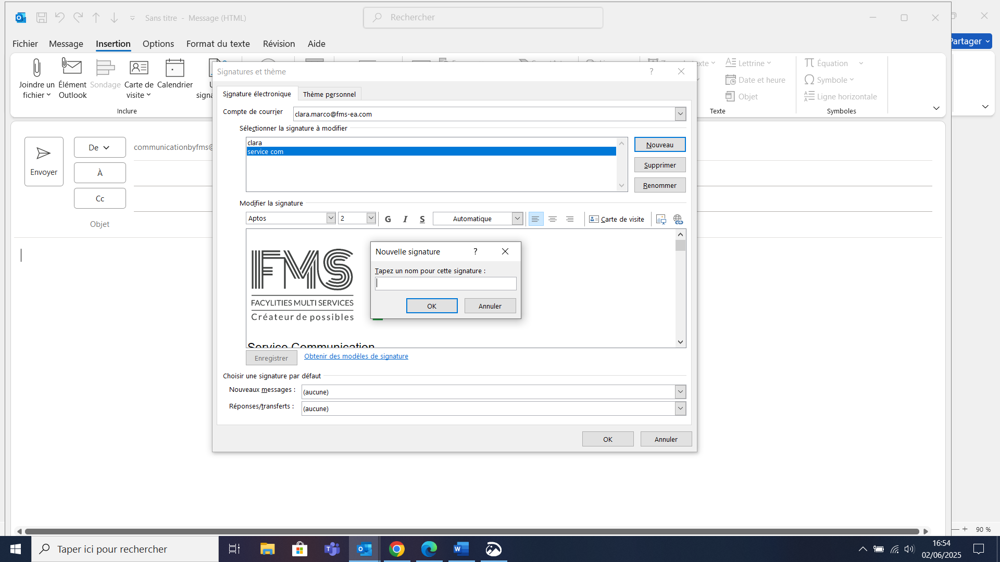 Sans titre - Message (HTML)
Rechercher
Fichier
Message
Insertion
Options
Format du texte
Révision
Aide
Partager
Joindre un fichier
Élément Outlook
Sondage
Carte de visite
Calendrier
Inclure
Lettrine
Date et heure
Objet
Texte
Équation
Symbole
Ligne horizontale
Symboles
Envoyer
De
communicationbyfms@
À
Cc
Objet
Signatures et thème
?
Signature électronique
Thème personnel
Compte de courrier
clara.marco@fms-ea.com
Sélectionner la signature à modifier
clara
service com
Nouveau
Supprimer
Renommer
Modifier la signature
Aptos
2
G
I
S
Automatique
Carte de visite
FMS
FACYLITIES MULTI SERVICES
Créateur de possibles
Service Communication
Nouvelle signature
?
Tapez un nom pour cette signature :
OK
Annuler
Enregistrer
Obtenir des modèles de signature
Choisir une signature par défaut
Nouveaux messages :
(aucune)
Réponses/transferts :
(aucune)
OK
Annuler
90 %
Taper ici pour rechercher
16:54
02/06/2025